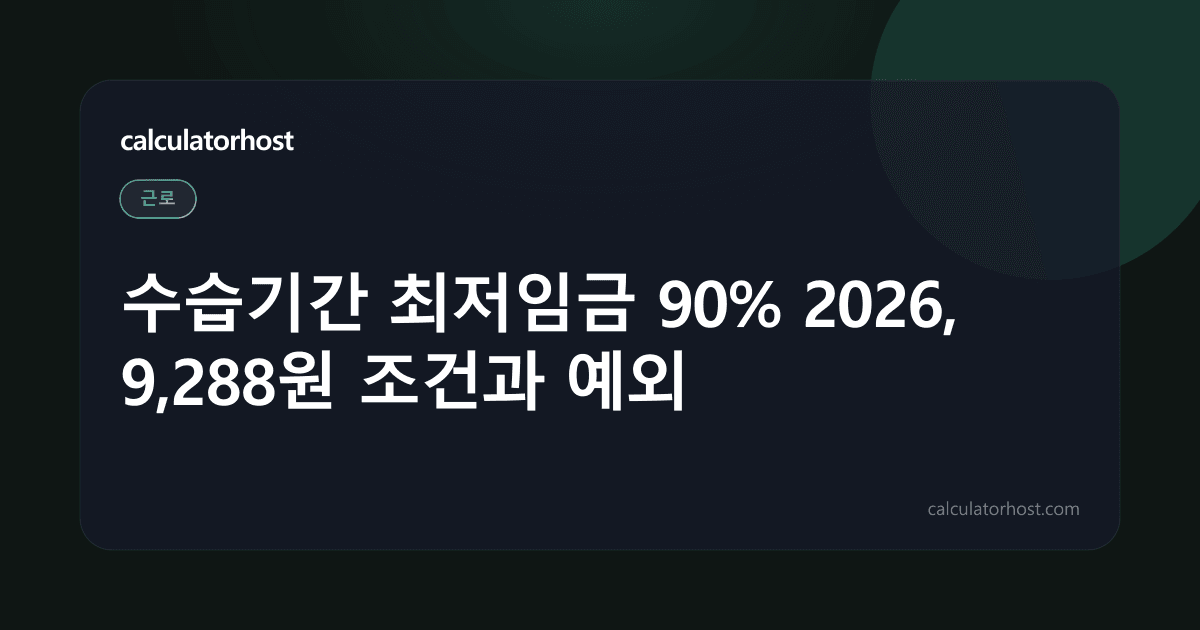 calculatorhost
근로
수습기간 최저임금 90% 2026,
9,288원 조건과 예외
calculatorhost.com